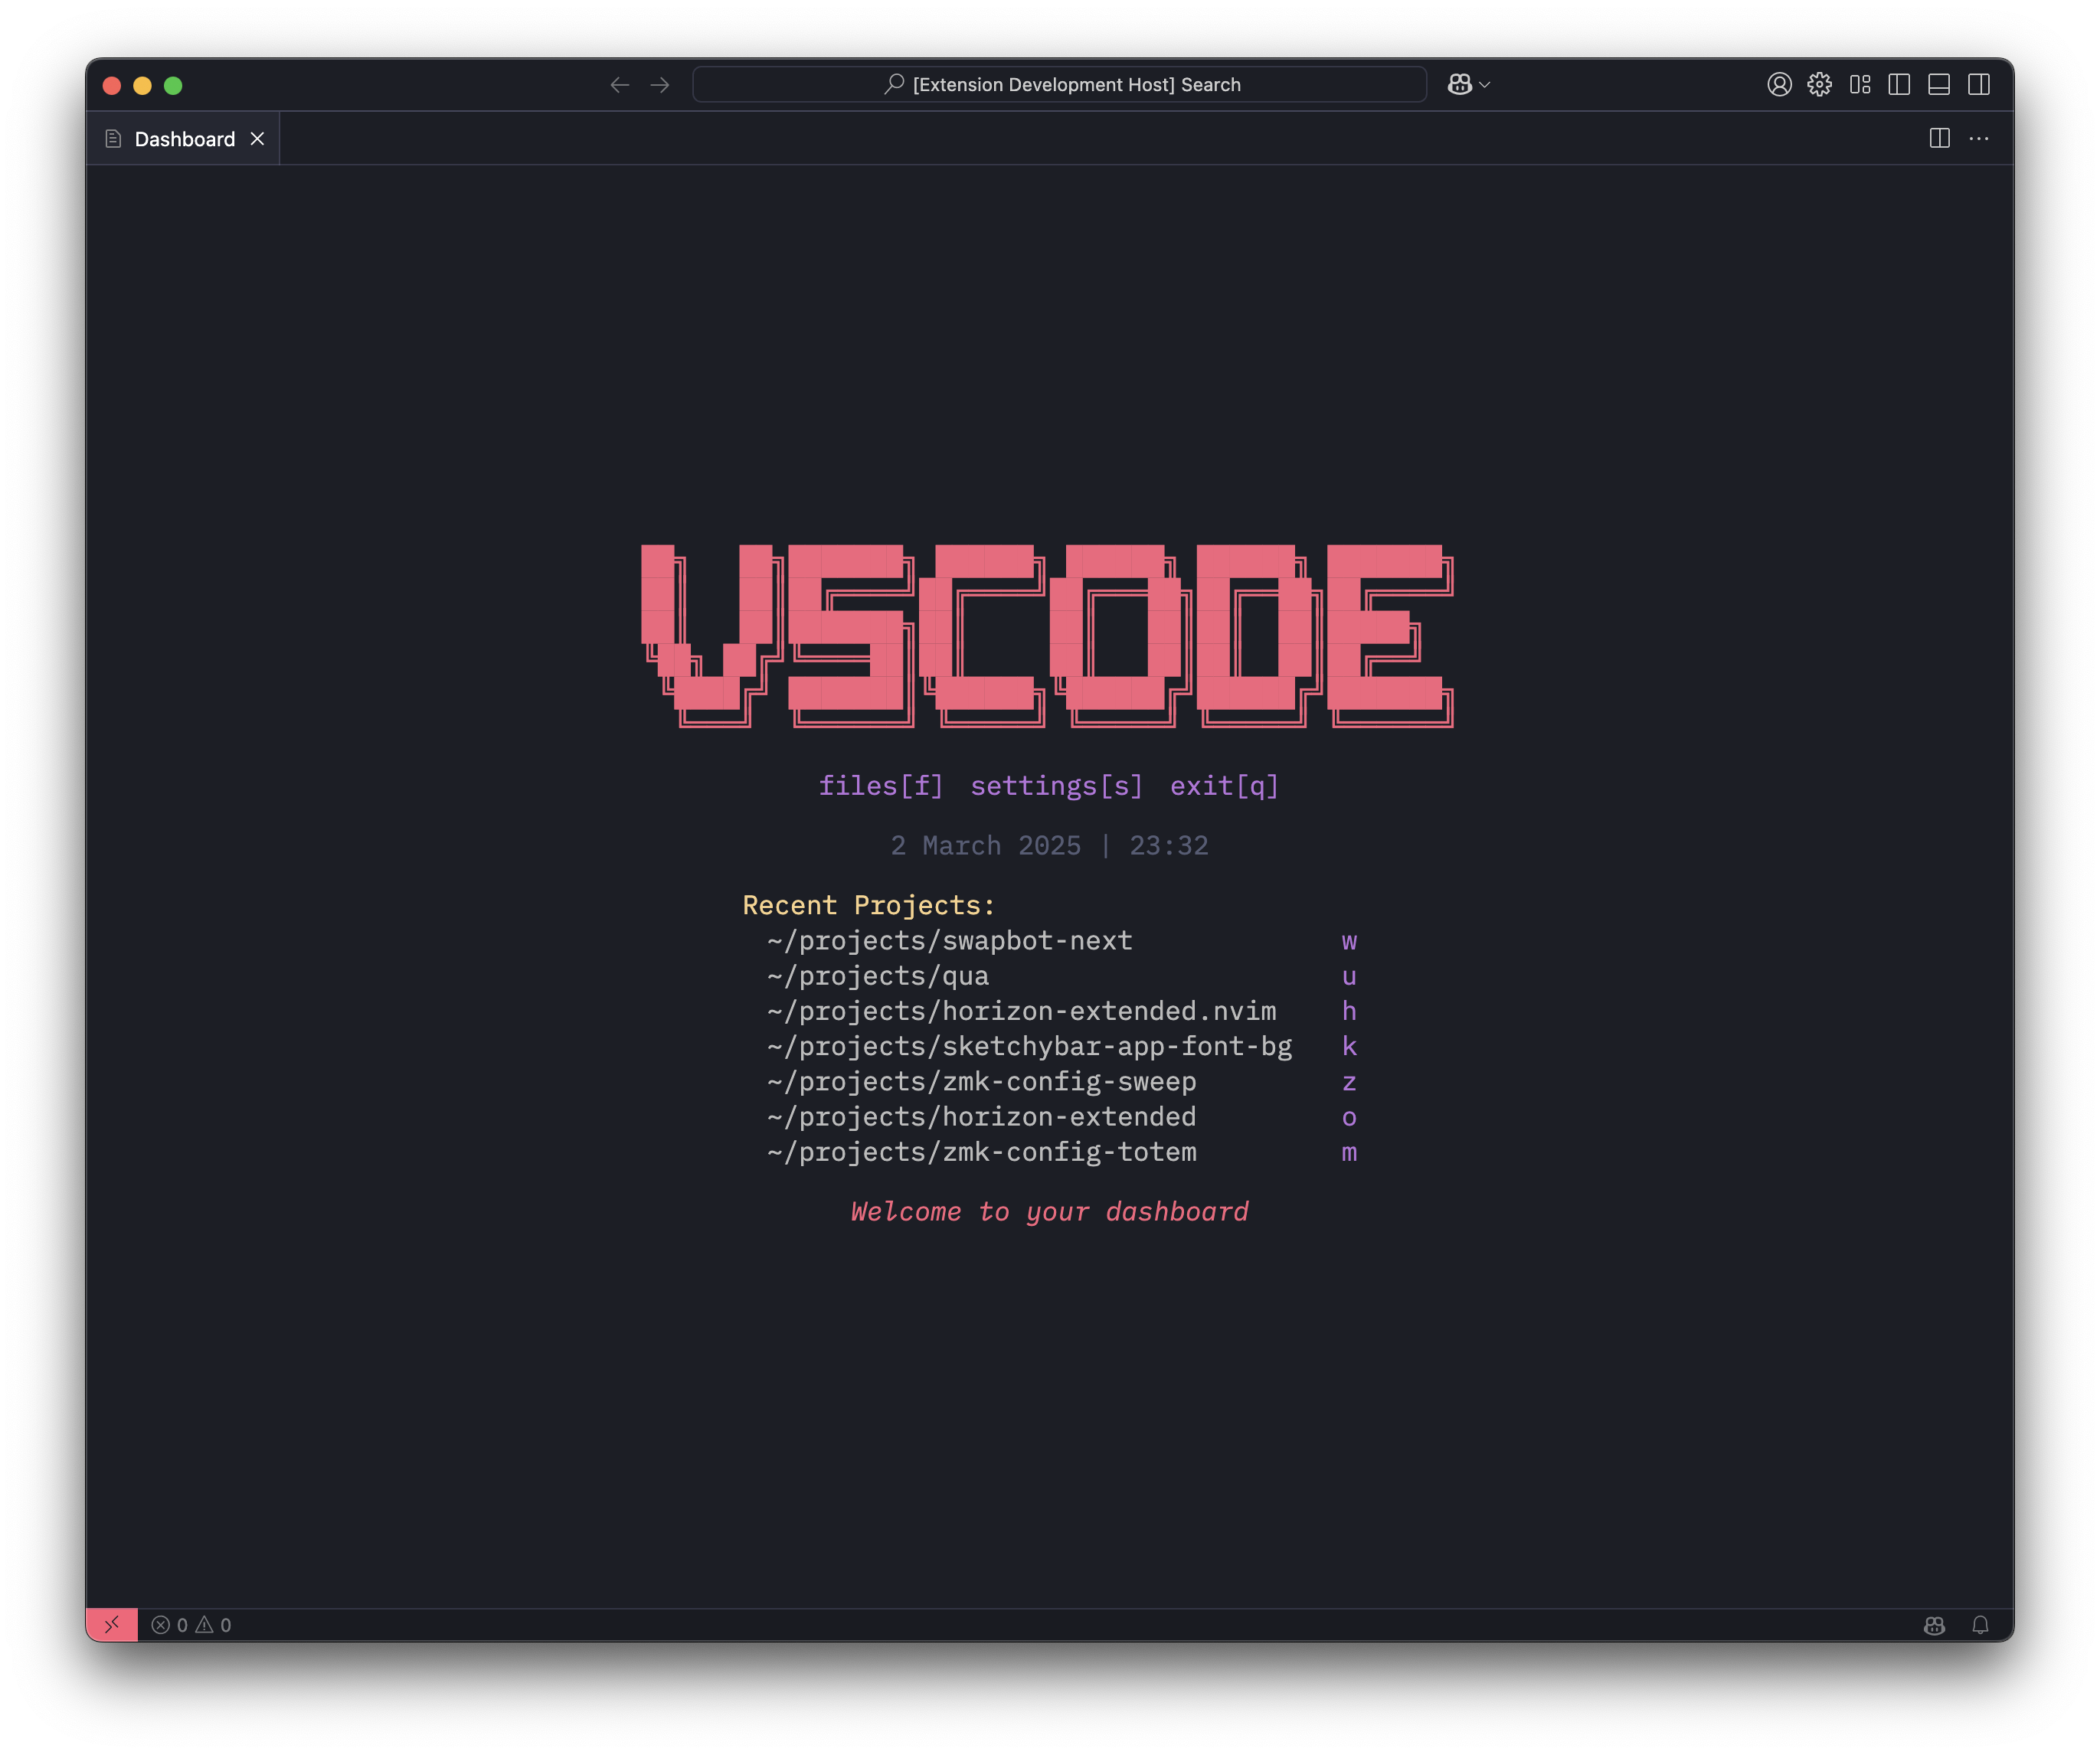 [Extension Development Host] Search
Dashboard
VSCODE
files[f] settings[s] exit[q]
2 March 2025 | 23:32
Recent Projects:
~/projects/swapbot-next w
~/projects/qua u
~/projects/horizon-extended.nvim h
~/projects/sketchybar-app-font-bg k
~/projects/zmk-config-sweep z
~/projects/horizon-extended o
~/projects/zmk-config-totem m
Welcome to your dashboard
0 0